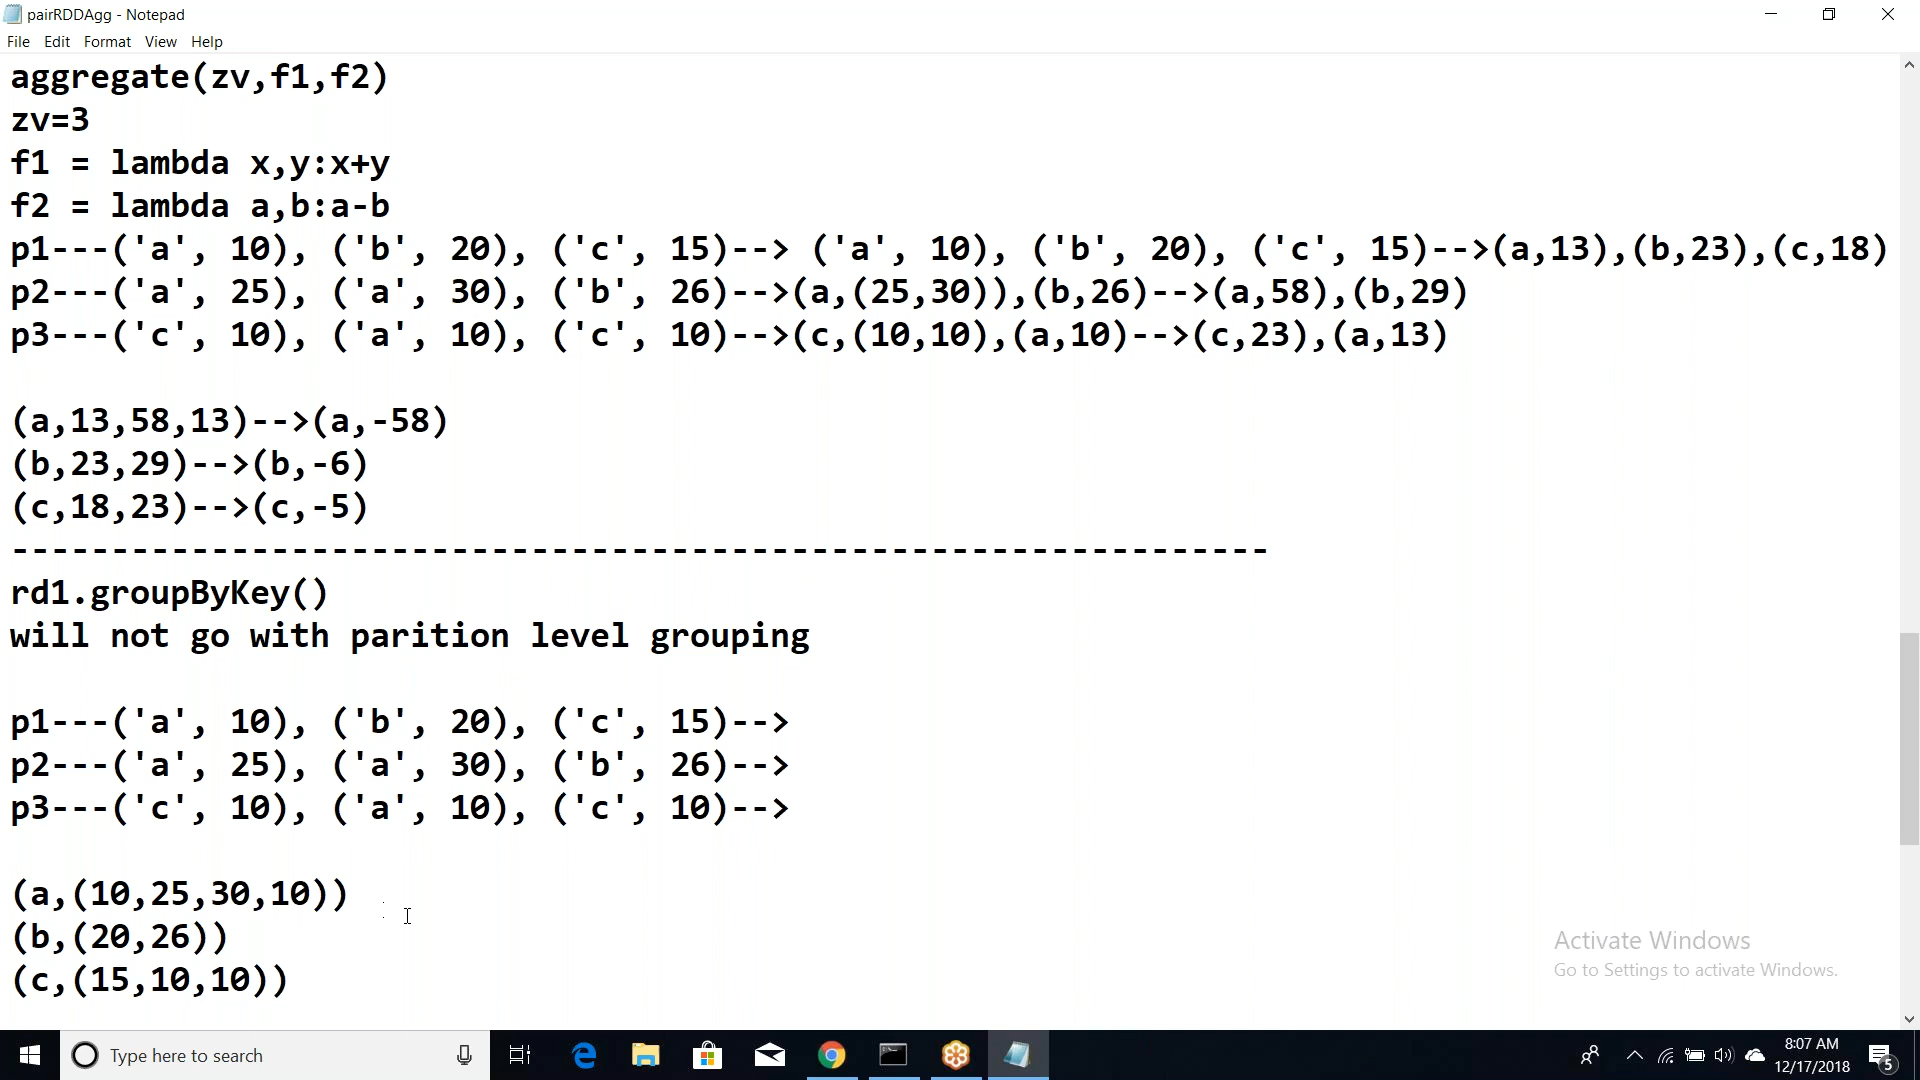 pairRDDAgg - Notepad
File Edit Format View Help
aggregate(zv,f1,f2)
zv=3
f1 = lambda x,y:x+y
f2 = lambda a,b:a-b
p1---('a', 10), ('b', 20), ('c', 15)--> ('a', 10), ('b', 20), ('c', 15)-->(a,13),(b,23),(c,18)
p2---('a', 25), ('a', 30), ('b', 26)-->(a,(25,30)),(b,26)-->(a,58),(b,29)
p3---('c', 10), ('a', 10), ('c', 10)-->(c,(10,10),(a,10)-->(c,23),(a,13)
(a,13,58,13)-->(a,-58)
(b,23,29)-->(b,-6)
(c,18,23)-->(c,-5)
---------------------------------------------------------------
rd1.groupByKey()
will not go with parition level grouping
p1---('a', 10), ('b', 20), ('c', 15)-->
p2---('a', 25), ('a', 30), ('b', 26)-->
p3---('c', 10), ('a', 10), ('c', 10)-->
(a,(10,25,30,10))
(b,(20,26))
(c,(15,10,10))
Activate Windows
Go to Settings to activate Windows.
Type here to search
8:07 AM
12/17/2018
5